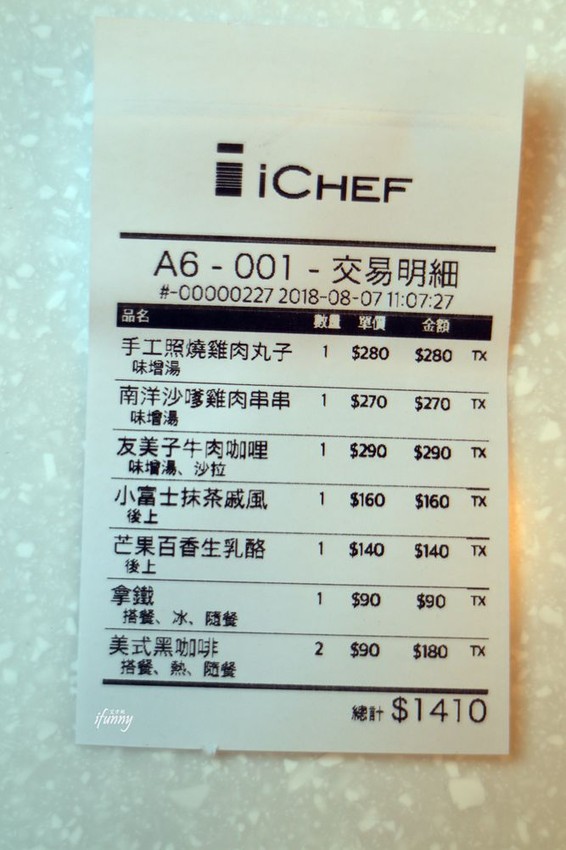 iCHEF
A6 - 001 - 交易明細
#-00000227 2018-08-07 11:07:27
品名 數量 單價 金額
手工照燒雞肉丸子 1 $280 $280 TX
味增湯
南洋沙嗲雞肉串串 1 $270 $270 TX
味增湯
友美子牛肉咖哩 1 $290 $290 TX
味增湯、沙拉
小富士抹茶戚風 1 $160 $160 TX
後上
芒果百香生乳酪 1 $140 $140 TX
後上
拿鐵 1 $90 $90 TX
搭餐、冰、隨餐
美式黑咖啡 2 $90 $180 TX
搭餐、熱、隨餐
總計 $1410
ifunny